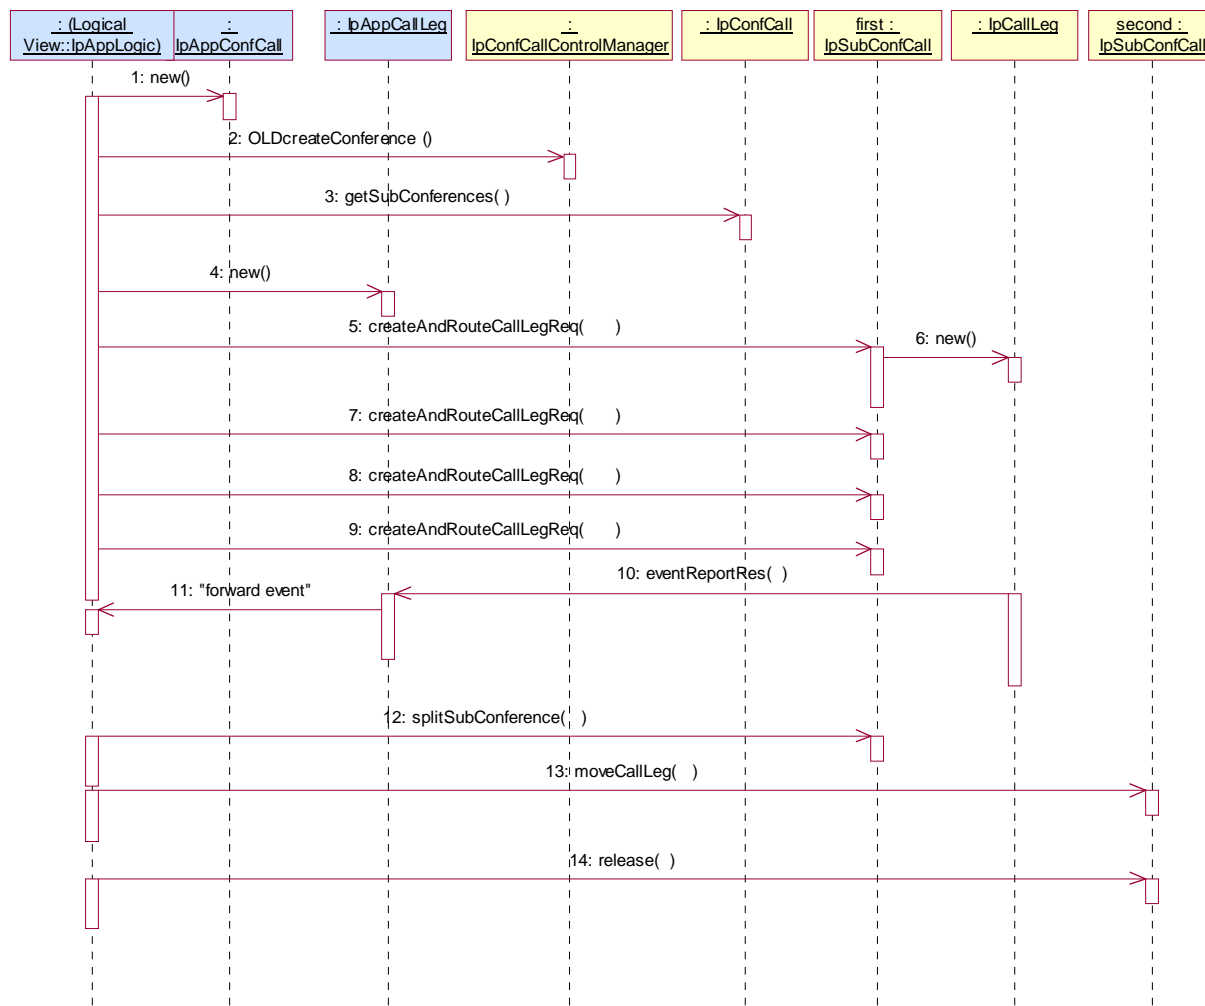 : (Logical
View::IpAppLogic)
:
IpAppConfCall
: IpAppCallLeg
:
IpConfCallControlManager
: IpConfCall
first :
IpSubConfCall
: IpCallLeg
second :
IpSubConfCall
1: new()
2: OLDcreateConference ()
3: getSubConferences( )
4: new()
5: createAndRouteCallLegReq( )
6: new()
7: createAndRouteCallLegReq( )
8: createAndRouteCallLegReq( )
9: createAndRouteCallLegReq( )
10: eventReportRes( )
11: "forward event"
12: splitSubConference( )
13: moveCallLeg( )
14: release( )